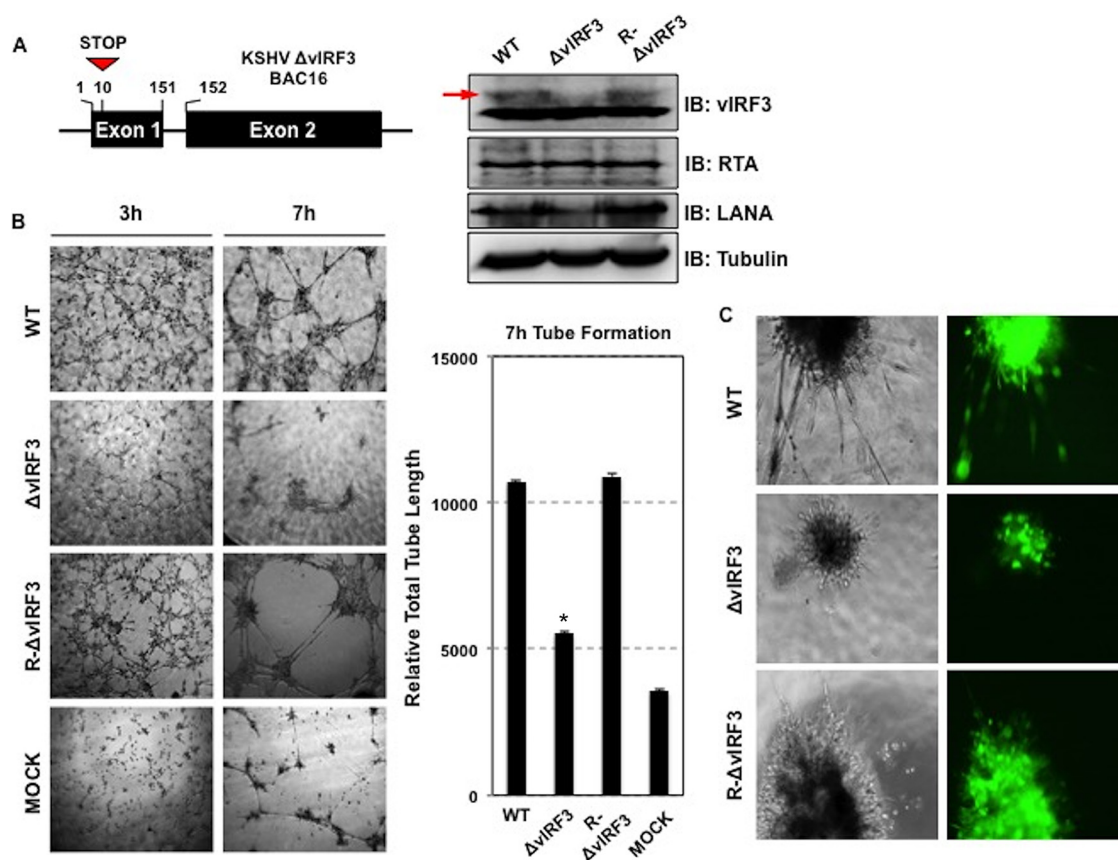 A
STOP
KSHV ΔvIRF3
BAC16
1 10 151 152
Exon 1
Exon 2
WT
ΔvIRF3
R-
ΔvIRF3
IB: vIRF3
IB: RTA
IB: LANA
IB: Tubulin
B
3h
7h
WT
ΔvIRF3
R-ΔvIRF3
MOCK
7h Tube Formation
Relative Total Tube Length
15000
10000
5000
0
*
WT
ΔvIRF3
R-
ΔvIRF3
MOCK
C
WT
ΔvIRF3
R-ΔvIRF3